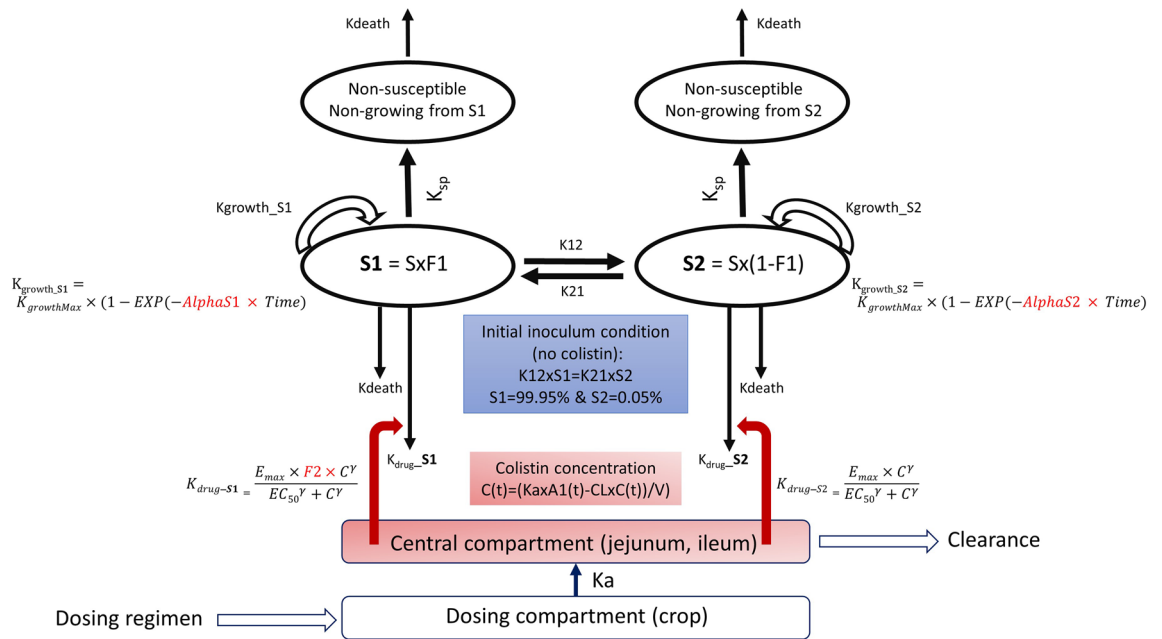 Kdeath
Kdeath
Non-susceptible
Non-growing from S1
Non-susceptible
Non-growing from S2
Ksp
Ksp
Kgrowth_S1
Kgrowth_S2
S1 = SxF1
K12
K21
S2 = Sx(1-F1)
Kgrowth_S1 =
KgrowthMax × (1 − EXP(−AlphaS1 × Time)
Kgrowth_S2 =
KgrowthMax × (1 − EXP(−AlphaS2 × Time)
Initial inoculum condition
(no colistin):
K12xS1=K21xS2
S1=99.95% & S2=0.05%
Kdeath
Kdeath
Kdrug_S1
Kdrug_S2
Kdrug−S1 = Emax × F2 × C^γ / EC50^γ + C^γ
Colistin concentration
C(t)=(KaxA1(t)-CLxC(t))/V)
Kdrug−S2 = Emax × C^γ / EC50^γ + C^γ
Central compartment (jejunum, ileum)
Clearance
Ka
Dosing regimen
Dosing compartment (crop)